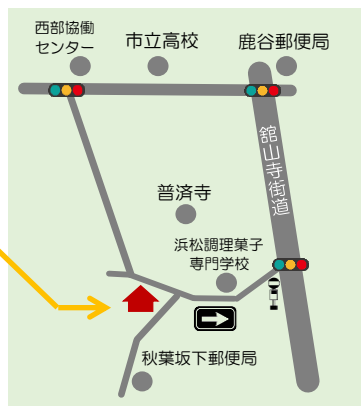 西部協働
センター
市立高校
鹿谷郵便局
舘山寺街道
普済寺
浜松調理菓子
専門学校
秋葉坂下郵便局